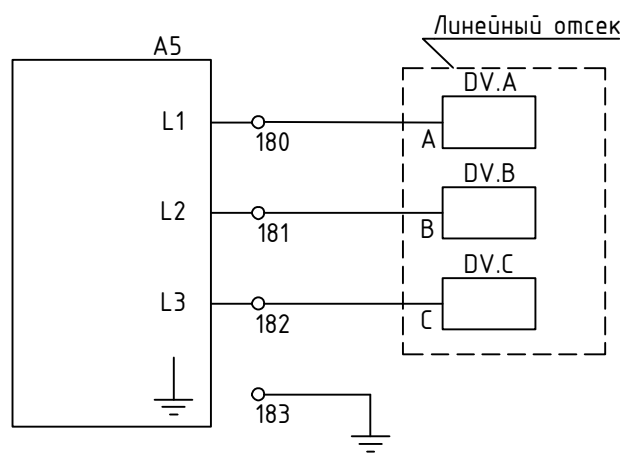 Линейный отсек
A5
DV.A
L1
180
A
DV.B
L2
181
B
DV.C
L3
182
C
183